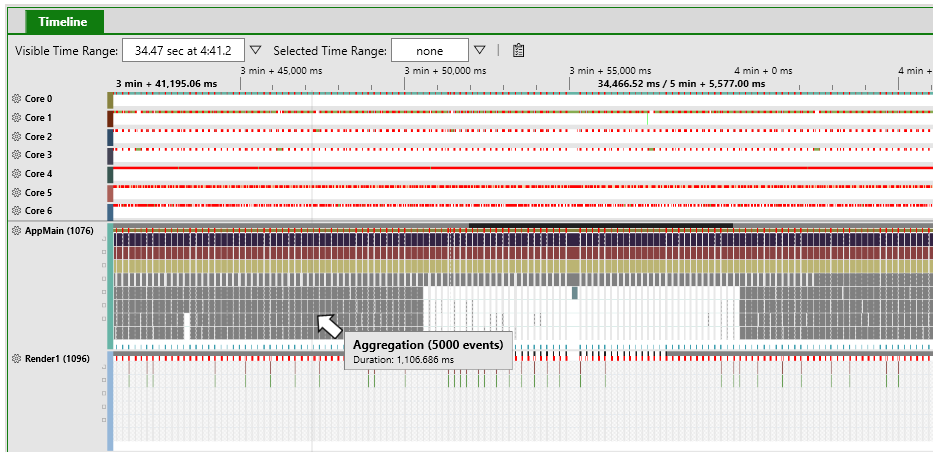 Timeline
Visible Time Range: 34.47 sec at 4:41.2 Selected Time Range: none
3 min + 45,000 ms 3 min + 50,000 ms 3 min + 55,000 ms 4 min + 0 ms 4 min +
3 min + 41,195.06 ms 34,466.52 ms / 5 min + 5,577.00 ms
Core 0
Core 1
Core 2
Core 3
Core 4
Core 5
Core 6
AppMain (1076)
Aggregation (5000 events)
Duration: 1,106.686 ms
Render1 (1096)